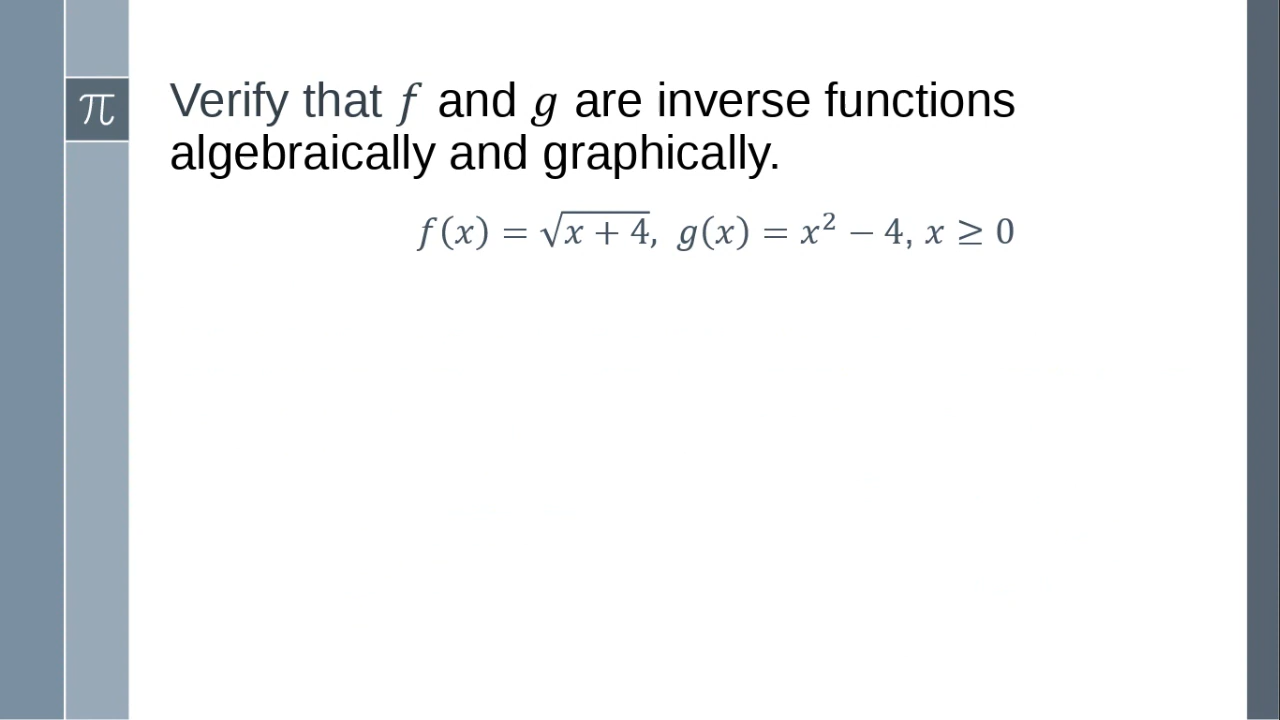 π
Verify that f and g are inverse functions
algebraically and graphically.
f(x) = √(x + 4), g(x) = x² − 4, x ≥ 0